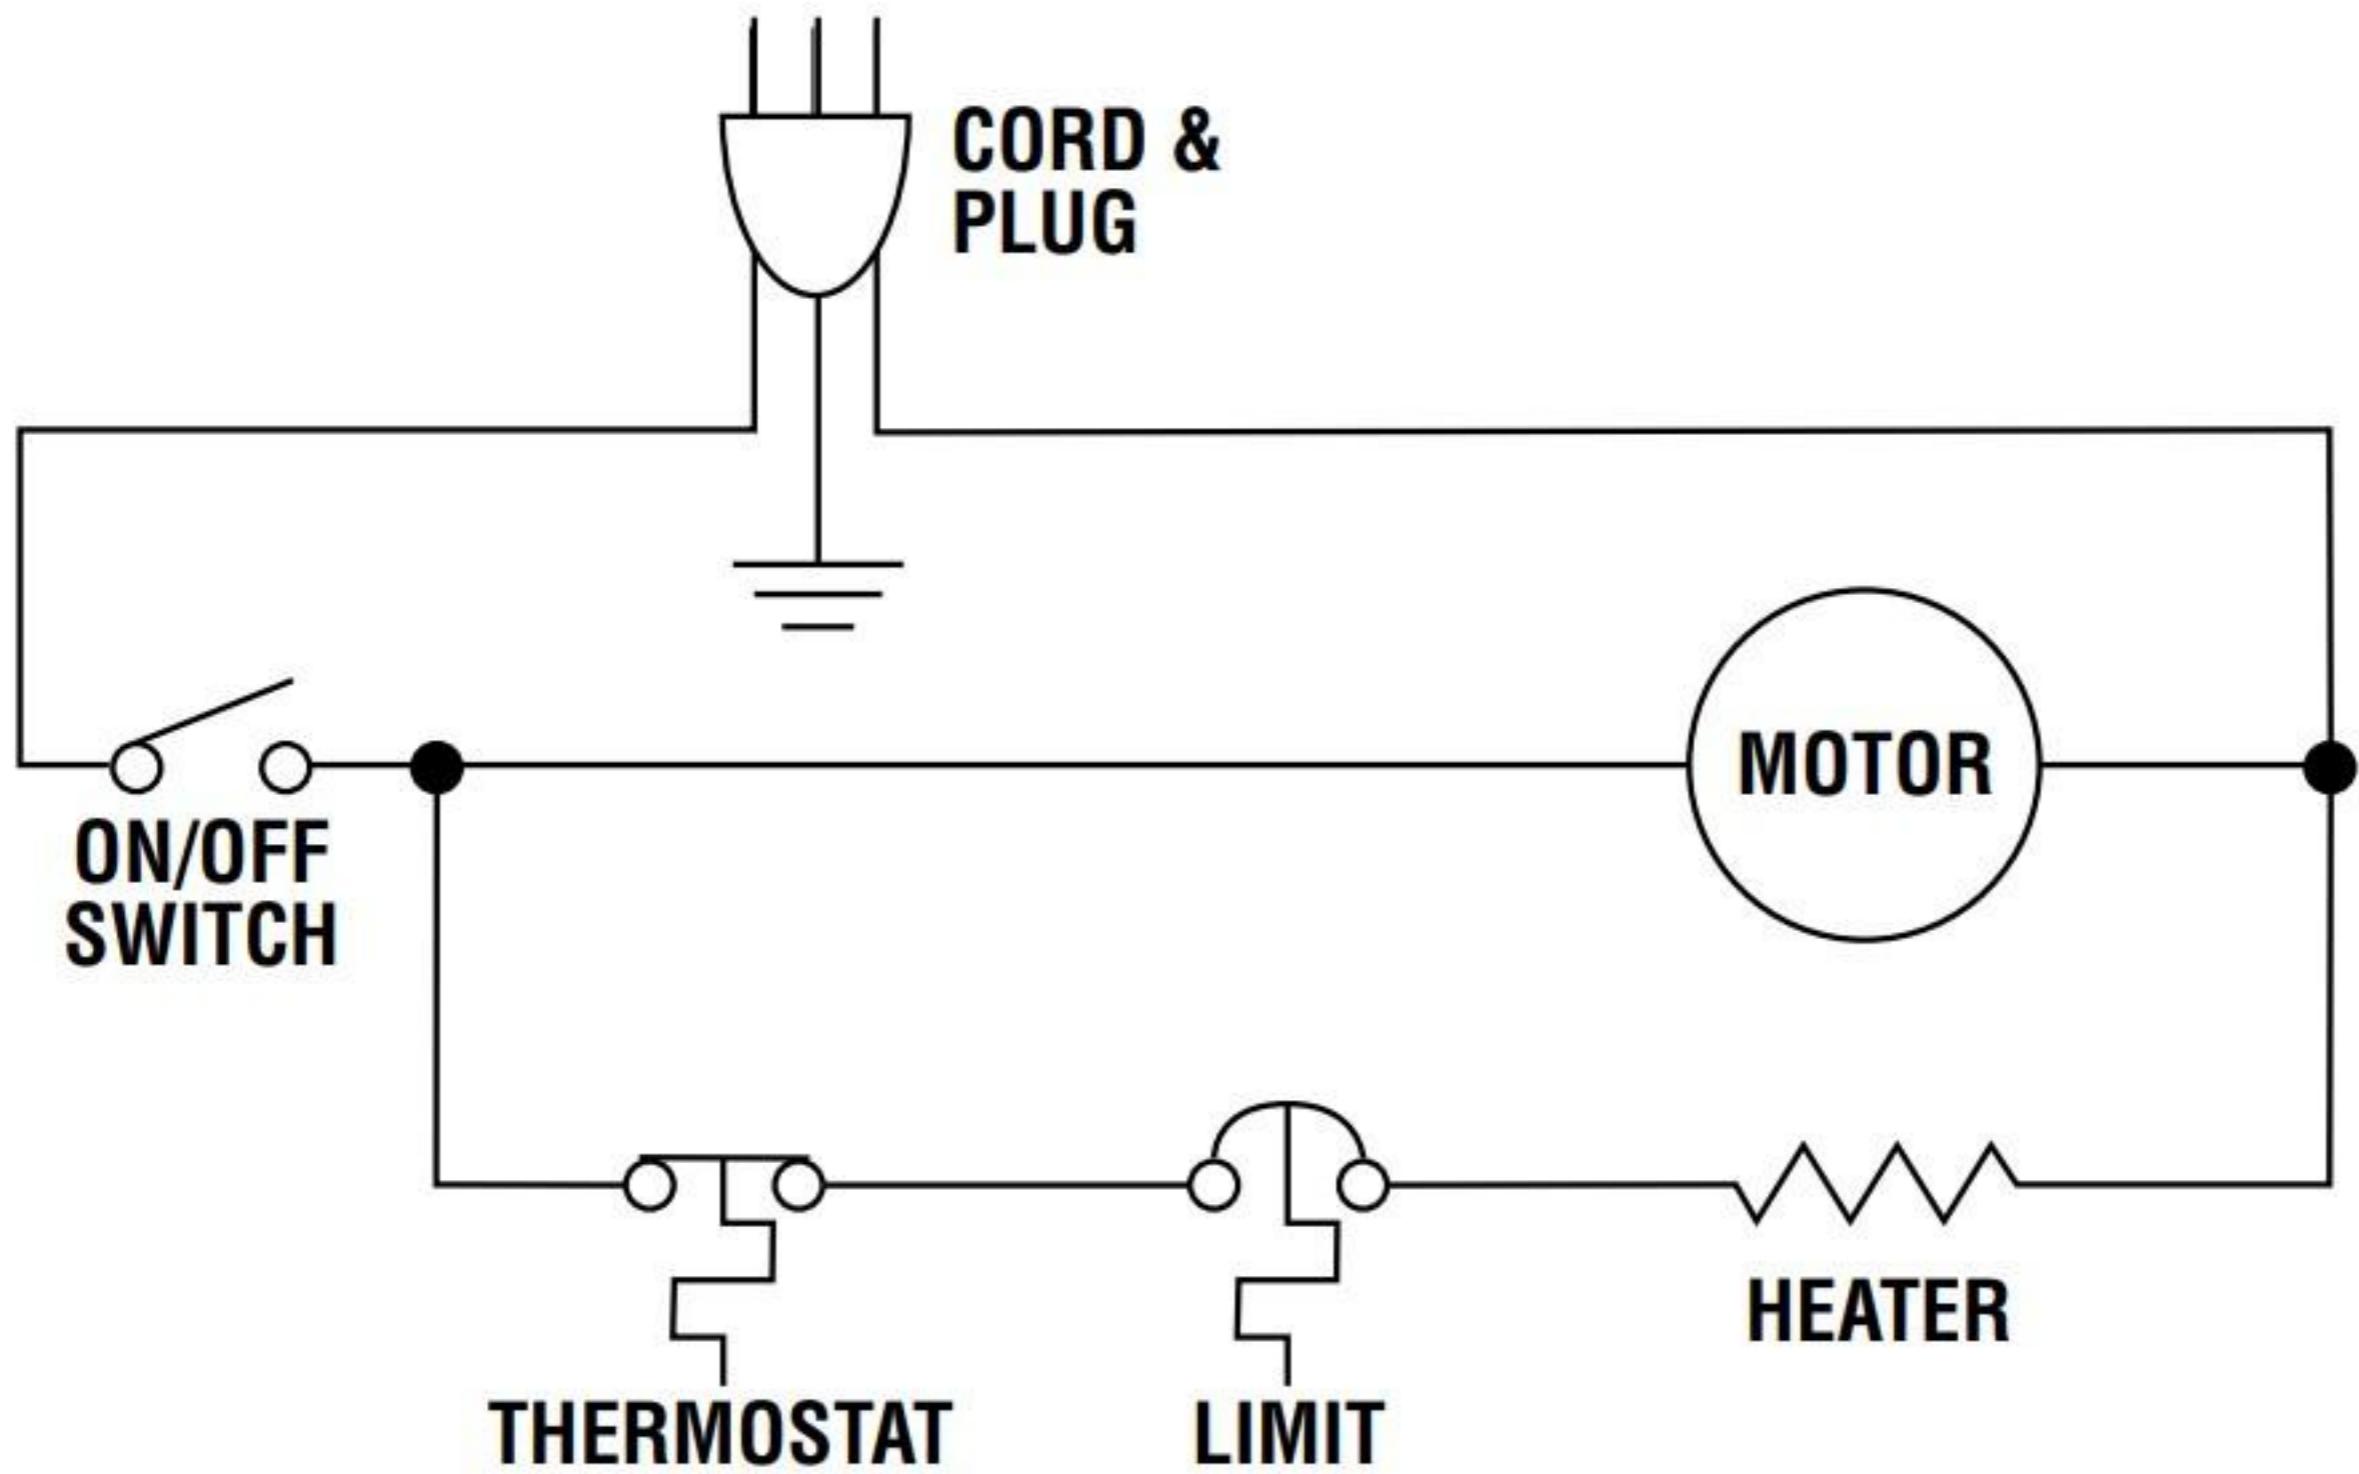 CORD &
PLUG
MOTOR
ON/OFF
SWITCH
HEATER
THERMOSTAT
LIMIT